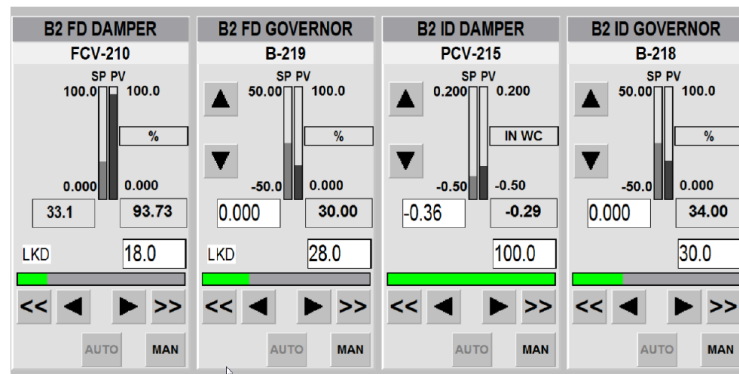 B2 FD DAMPER
FCV-210
SP PV
100.0 100.0
%
0.000 0.000
33.1 93.73
LKD 18.0
<< >>
AUTO MAN
B2 FD GOVERNOR
B-219
SP PV
50.00 100.0
%
-50.0 0.000
0.000 30.00
LKD 28.0
<< >>
AUTO MAN
B2 ID DAMPER
PCV-215
SP PV
0.200 0.200
IN WC
-0.50 -0.50
-0.36 -0.29
100.0
<< >>
AUTO MAN
B2 ID GOVERNOR
B-218
SP PV
50.00 100.0
%
-50.0 0.000
0.000 34.00
30.0
<< >>
AUTO MAN